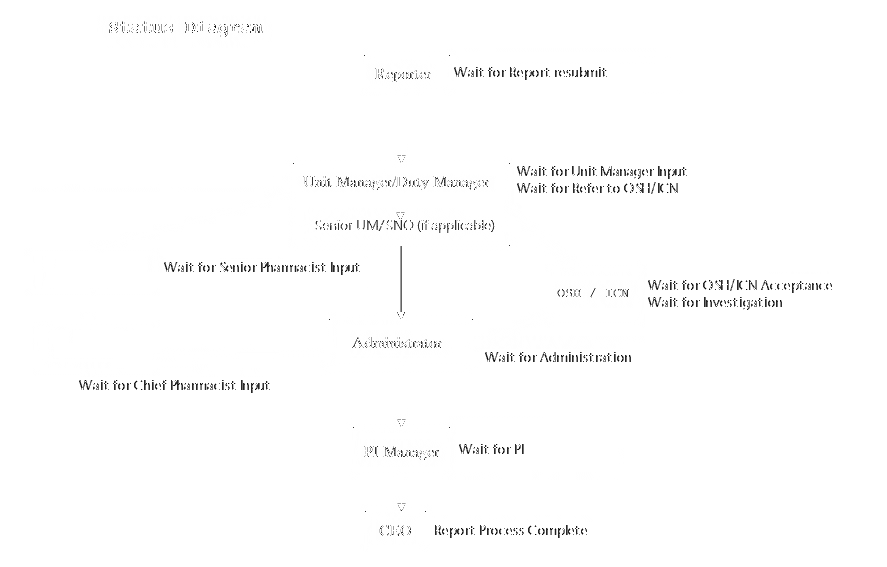 Status Diagram
Reporter
Wait for Report resubmit
Unit Manager/Duty Manager
Wait for Unit Manager Input
Wait for Refer to OSH/ICN
Senior UM/SNO (if applicable)
Wait for Senior Pharmacist Input
OSH / ICN
Wait for OSH/ICN Acceptance
Wait for Investigation
Administrator
Wait for Administration
Wait for Chief Pharmacist Input
PI Manager
Wait for PI
CEO
Report Process Complete